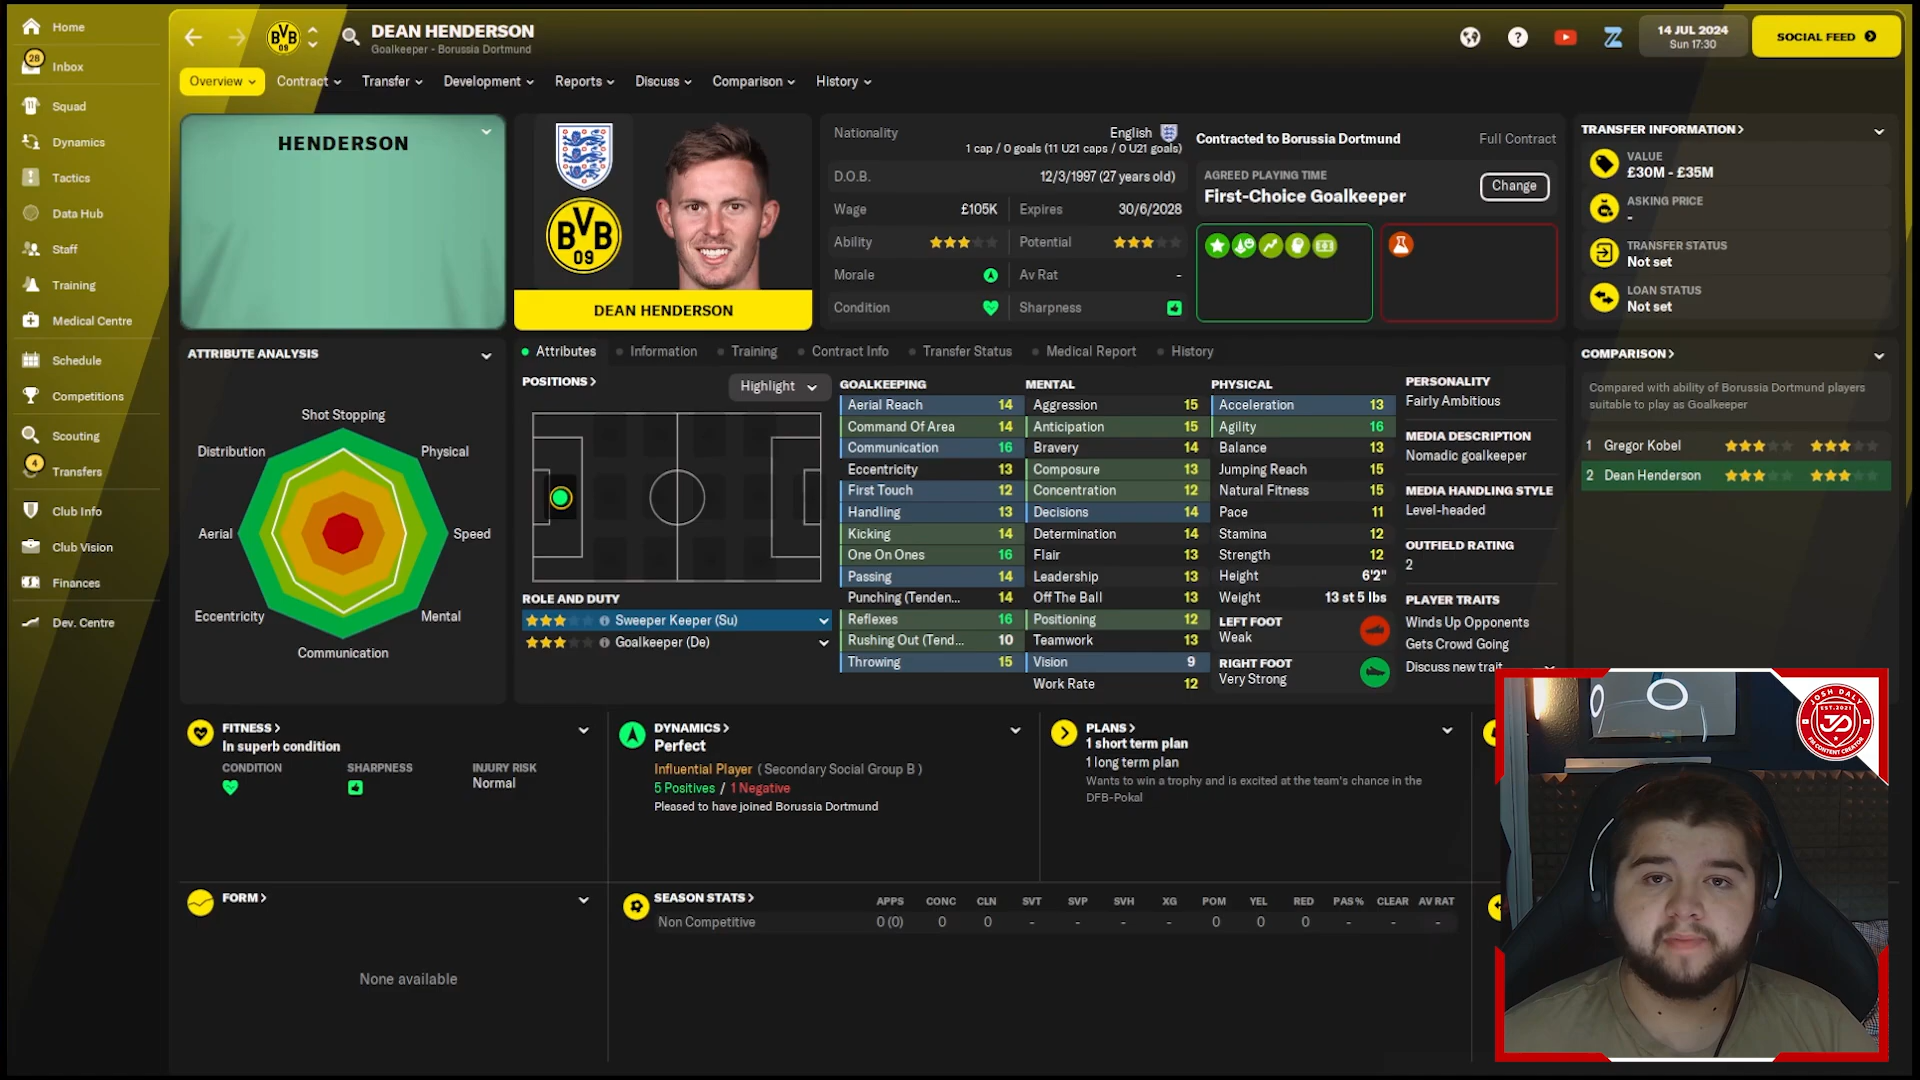 Home
28
Inbox
Squad
Dynamics
Tactics
Data Hub
Staff
Training
Medical Centre
Schedule
Competitions
Scouting
4
Transfers
Club Info
Club Vision
Finances
Dev. Centre
BVB 09
DEAN HENDERSON
Goalkeeper - Borussia Dortmund
14 JUL 2024
Sun 17:30
SOCIAL FEED
Overview Contract Transfer Development Reports Discuss Comparison History
HENDERSON
BVB 09
DEAN HENDERSON
Nationality English
1 cap / 0 goals (11 U21 caps / 0 U21 goals)
D.O.B. 12/3/1997 (27 years old)
Wage £105K Expires 30/6/2028
Ability Potential
Morale Av Rat -
Condition Sharpness
Contracted to Borussia Dortmund Full Contract
AGREED PLAYING TIME
First-Choice Goalkeeper Change
TRANSFER INFORMATION >
VALUE
£30M - £35M
ASKING PRICE
-
TRANSFER STATUS
Not set
LOAN STATUS
Not set
ATTRIBUTE ANALYSIS
Shot Stopping
Physical
Speed
Mental
Communication
Eccentricity
Aerial
Distribution
Attributes Information Training Contract Info Transfer Status Medical Report History
POSITIONS > Highlight
ROLE AND DUTY
Sweeper Keeper (Su)
Goalkeeper (De)
GOALKEEPING
Aerial Reach 14
Command Of Area 14
Communication 16
Eccentricity 13
First Touch 12
Handling 13
Kicking 14
One On Ones 16
Passing 14
Punching (Tenden... 14
Reflexes 16
Rushing Out (Tend... 10
Throwing 15
MENTAL
Aggression 15
Anticipation 15
Bravery 14
Composure 13
Concentration 12
Decisions 14
Determination 14
Flair 13
Leadership 13
Off The Ball 13
Positioning 12
Teamwork 13
Vision 9
Work Rate 12
PHYSICAL
Acceleration 13
Agility 16
Balance 13
Jumping Reach 15
Natural Fitness 15
Pace 11
Stamina 12
Strength 12
Height 6'2"
Weight 13 st 5 lbs
LEFT FOOT
Weak
RIGHT FOOT
Very Strong
PERSONALITY
Fairly Ambitious
MEDIA DESCRIPTION
Nomadic goalkeeper
MEDIA HANDLING STYLE
Level-headed
OUTFIELD RATING
2
PLAYER TRAITS
Winds Up Opponents
Gets Crowd Going
Discuss new trait
COMPARISON >
Compared with ability of Borussia Dortmund players
suitable to play as Goalkeeper
1 Gregor Kobel
2 Dean Henderson
FITNESS >
In superb condition
CONDITION SHARPNESS INJURY RISK
Normal
DYNAMICS >
Perfect
Influential Player ( Secondary Social Group B )
5 Positives / 1 Negative
Pleased to have joined Borussia Dortmund
PLANS >
1 short term plan
1 long term plan
Wants to win a trophy and is excited at the team's chance in the
DFB-Pokal
FORM >
None available
SEASON STATS > APPS CONC CLN SVT SVP SVH XG POM YEL RED PAS% CLEAR AV RAT
Non Competitive 0 (0) 0 0 - - - - 0 0 0 - - -
JOSH DALY
EST.2021
JD
FM CONTENT CREATOR